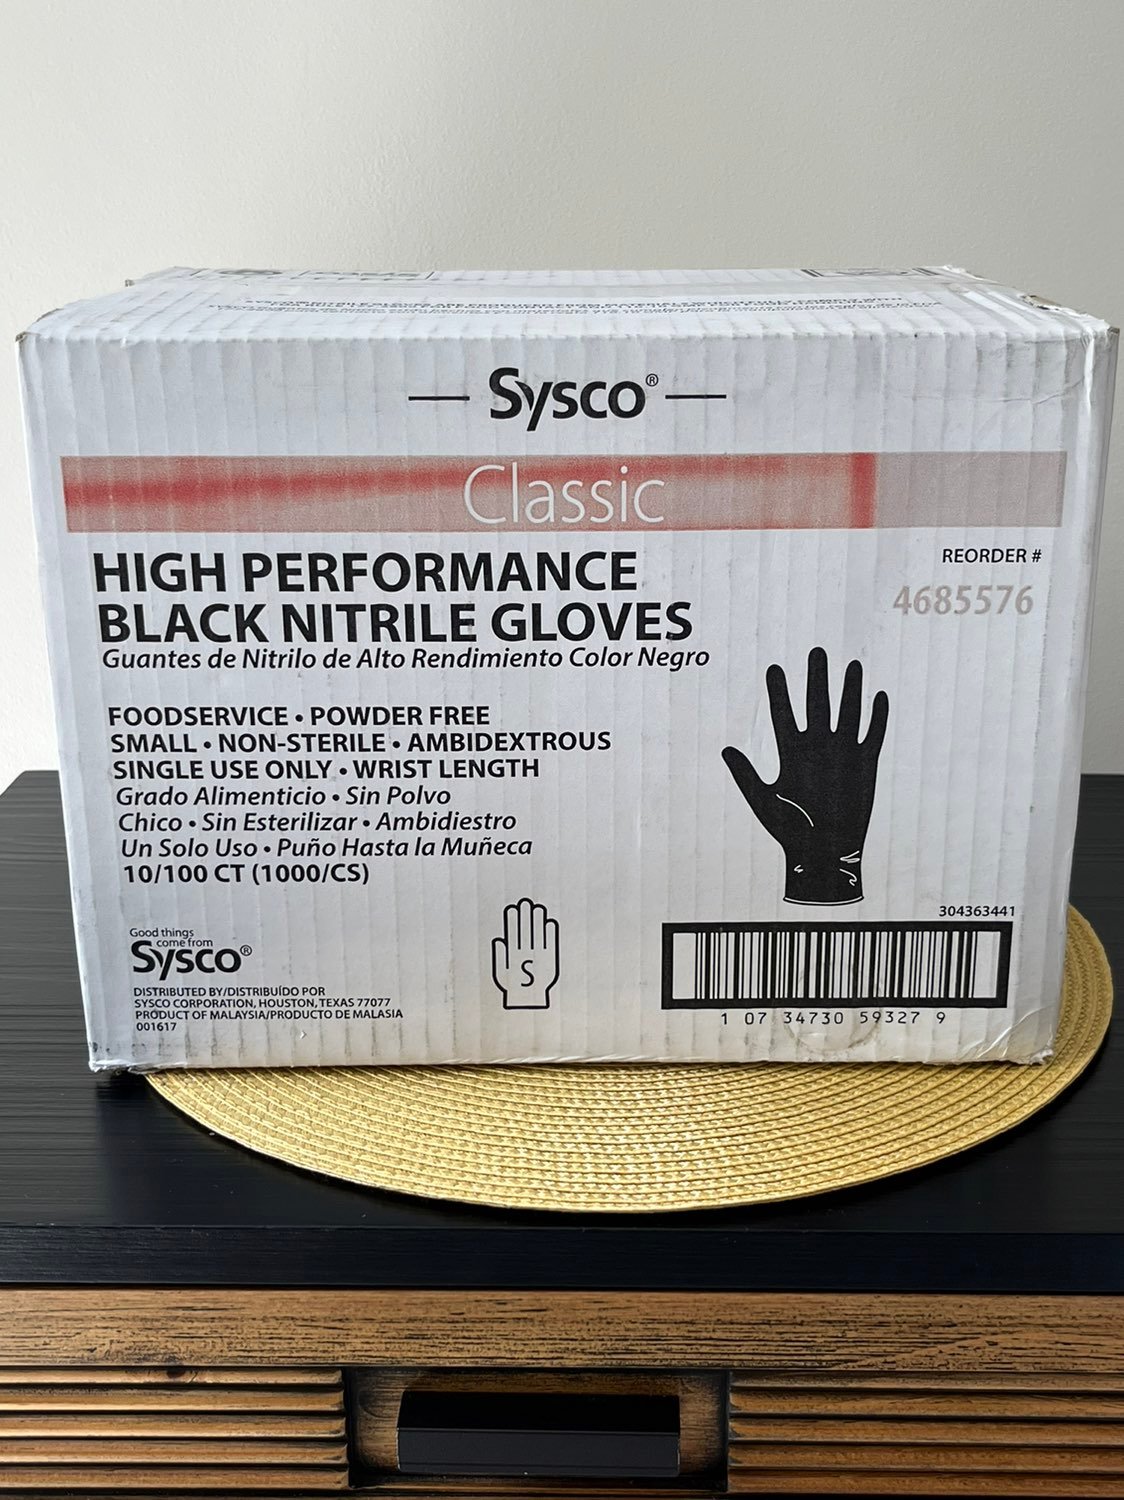 Sysco®
Classic
HIGH PERFORMANCE
BLACK NITRILE GLOVES
Guantes de Nitrilo de Alto Rendimiento Color Negro
REORDER #
4685576
FOODSERVICE • POWDER FREE
SMALL • NON-STERILE • AMBIDEXTROUS
SINGLE USE ONLY • WRIST LENGTH
Grado Alimenticio • Sin Polvo
Chico • Sin Esterilizar • Ambidiestro
Un Solo Uso • Puño Hasta la Muñeca
10/100 CT (1000/CS)
Good things
come from
Sysco®
DISTRIBUTED BY/DISTRIBUÍDO POR
SYSCO CORPORATION, HOUSTON, TEXAS 77077
PRODUCT OF MALAYSIA/PRODUCTO DE MALASIA
001617
S
304363441
1 07 34730 59327 9